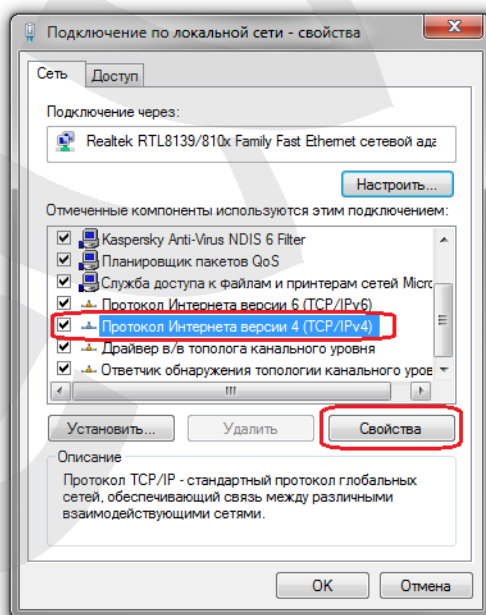 Подключение по локальной сети - свойства
Сеть Доступ
Подключение через:
Realtek RTL8139/810x Family Fast Ethernet сетевой ада
Настроить...
Отмеченные компоненты используются этим подключением:
Kaspersky Anti-Virus NDIS 6 Filter
Планировщик пакетов QoS
Служба доступа к файлам и принтерам сетей Micro
Протокол Интернета версии 6 (TCP/IPv6)
Протокол Интернета версии 4 (TCP/IPv4)
Драйвер в/в тополога канального уровня
Ответчик обнаружения топологии канального уров
Установить... Удалить Свойства
Описание
Протокол TCP/IP - стандартный протокол глобальных
сетей, обеспечивающий связь между различными
взаимодействующими сетями.
OK Отмена